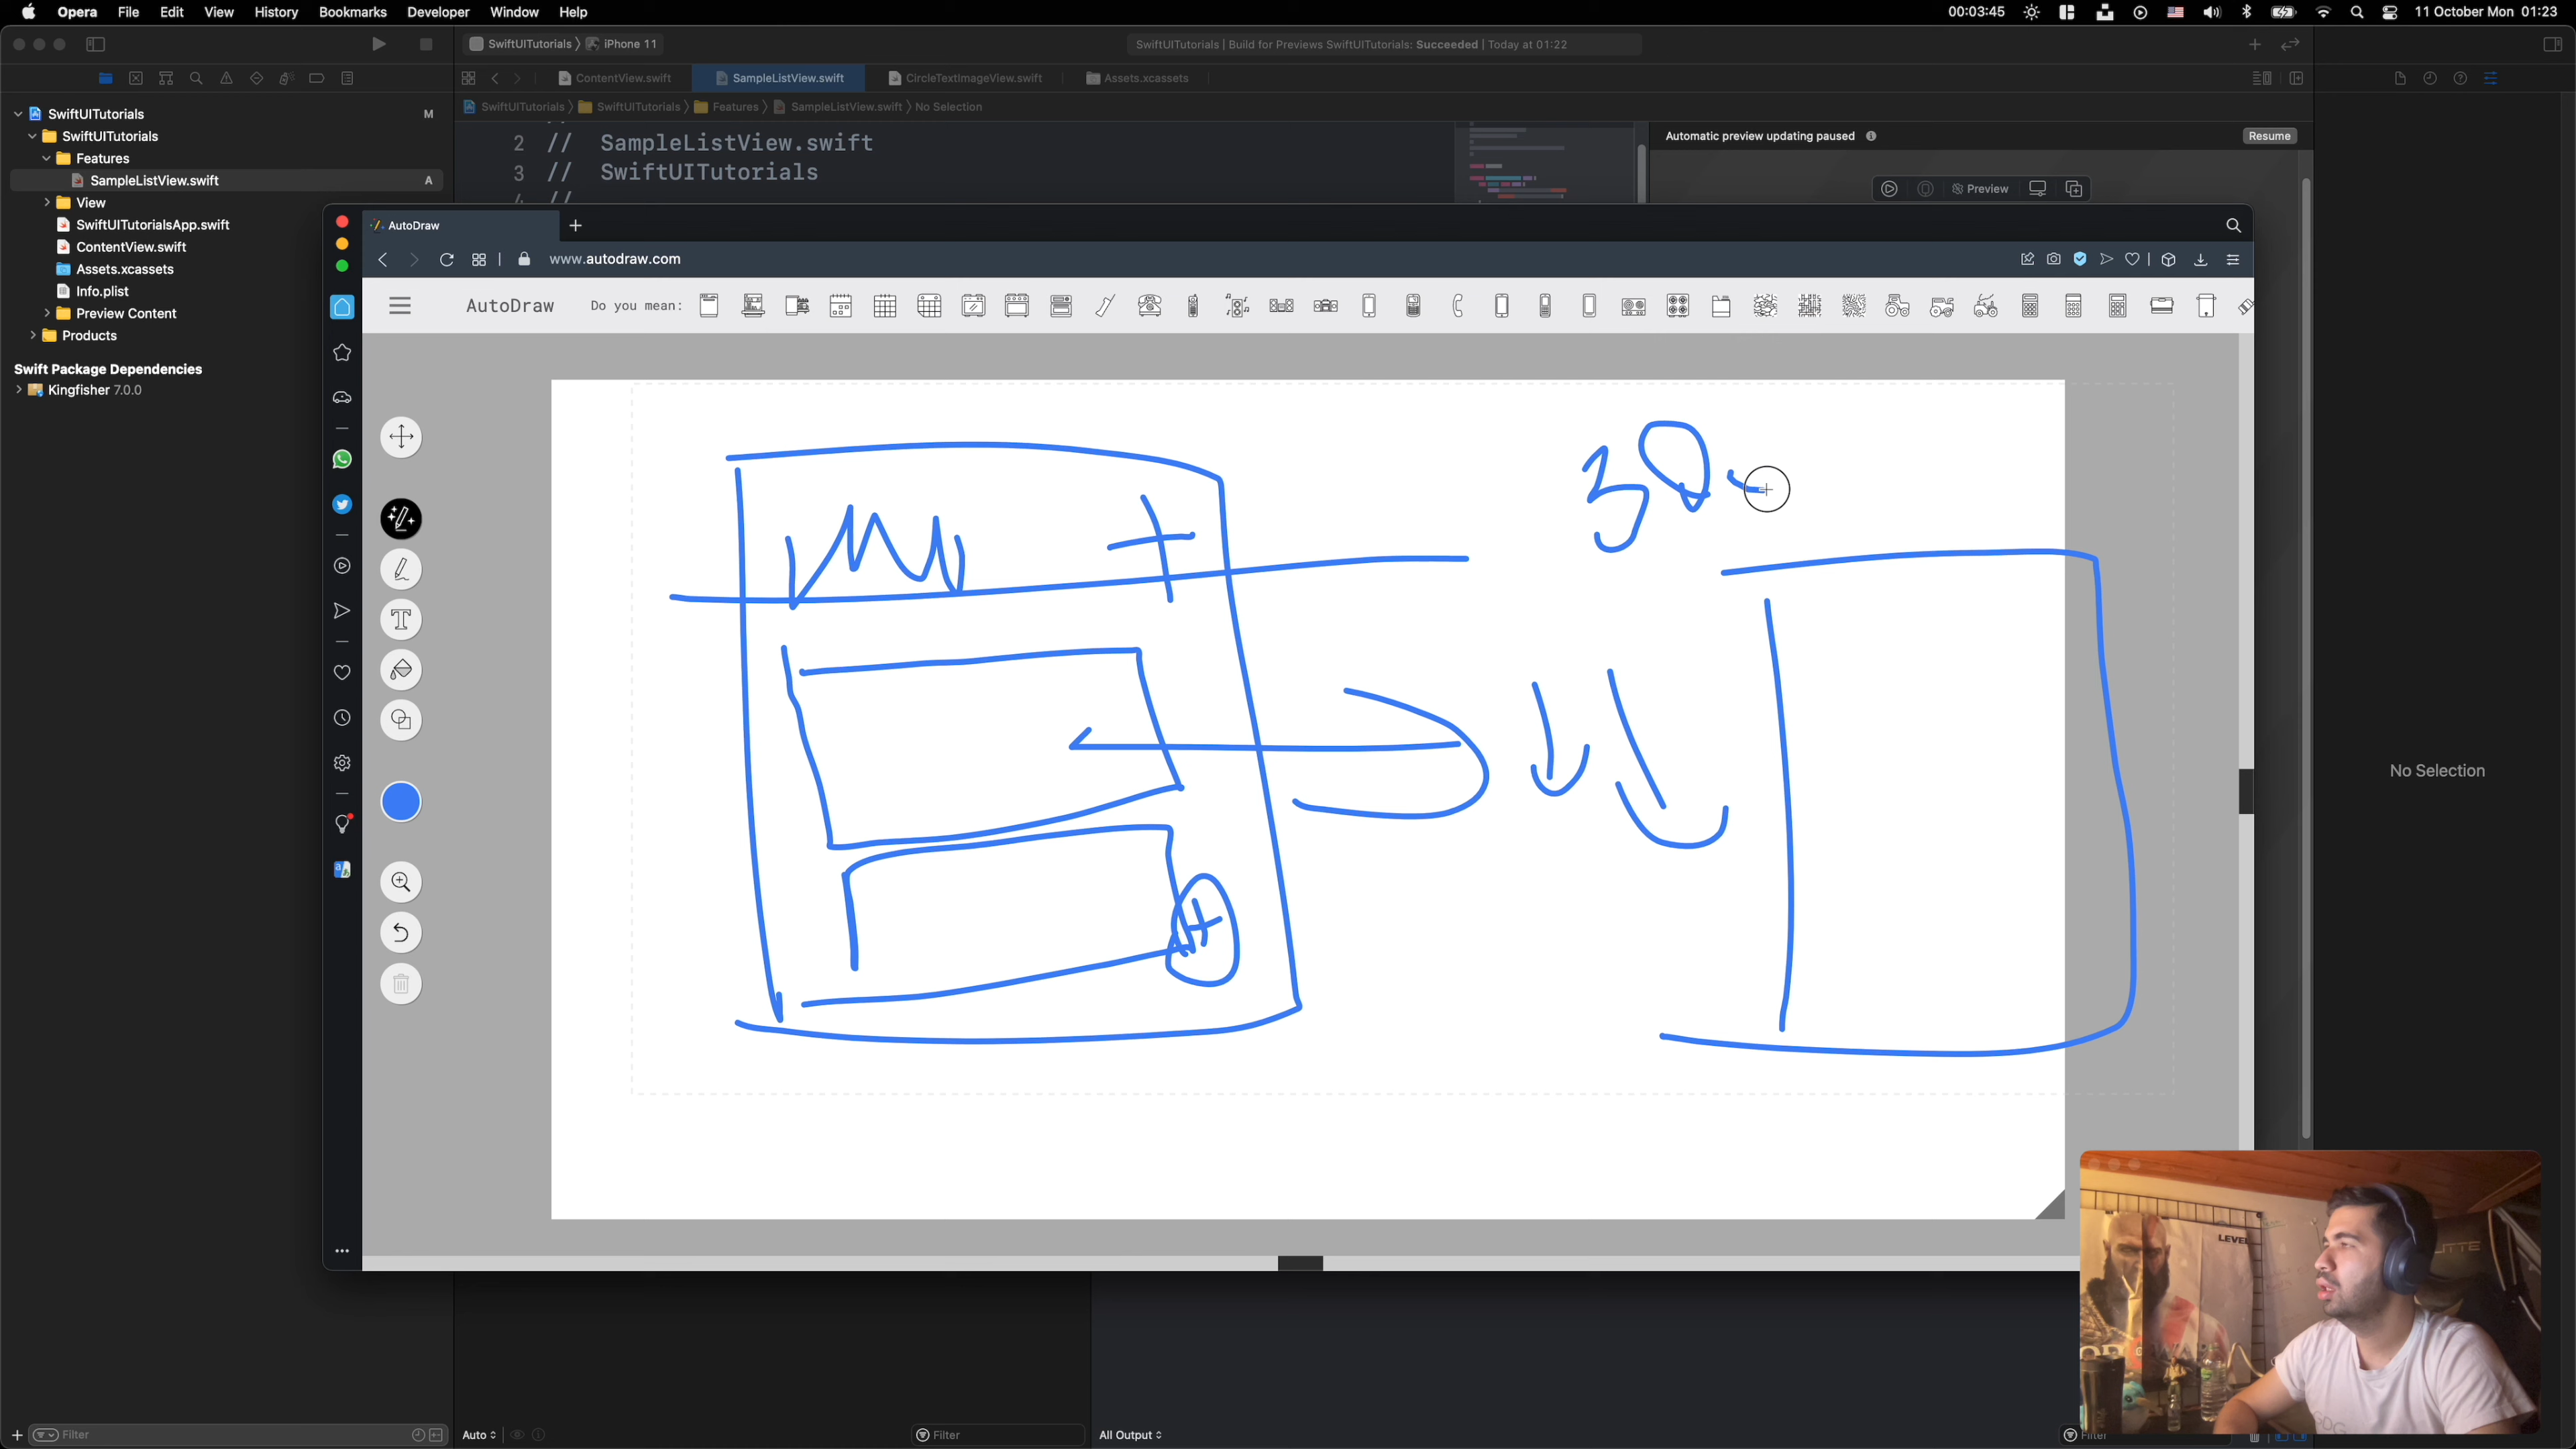 Opera File Edit View History Bookmarks Developer Window Help
00:03:45 11 October Mon 01:23
SwiftUITutorials iPhone 11
SwiftUITutorials | Build for Previews SwiftUITutorials: Succeeded | Today at 01:22
ContentView.swift SampleListView.swift CircleTextImageView.swift Assets.xcassets
SwiftUITutorials SwiftUITutorials Features SampleListView.swift No Selection
SwiftUITutorials M
SwiftUITutorials
Features
SampleListView.swift A
View
SwiftUITutorialsApp.swift
ContentView.swift
Assets.xcassets
Info.plist
Preview Content
Products
Swift Package Dependencies
Kingfisher 7.0.0
2 // SampleListView.swift
3 // SwiftUITutorials
4 //
Automatic preview updating paused Resume
Preview
AutoDraw
www.autodraw.com
AutoDraw Do you mean:
30
No Selection
LEVEL
Filter
Auto
Filter
All Output
Filter